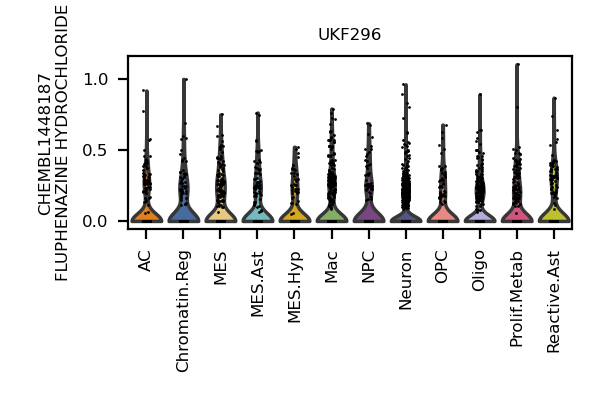 UKF296
CHEMBL1448187
FLUPHENAZINE HYDROCHLORIDE
1.0
0.5
0.0
AC
Chromatin.Reg
MES
MES.Ast
MES.Hyp
Mac
NPC
Neuron
OPC
Oligo
Prolif.Metab
Reactive.Ast